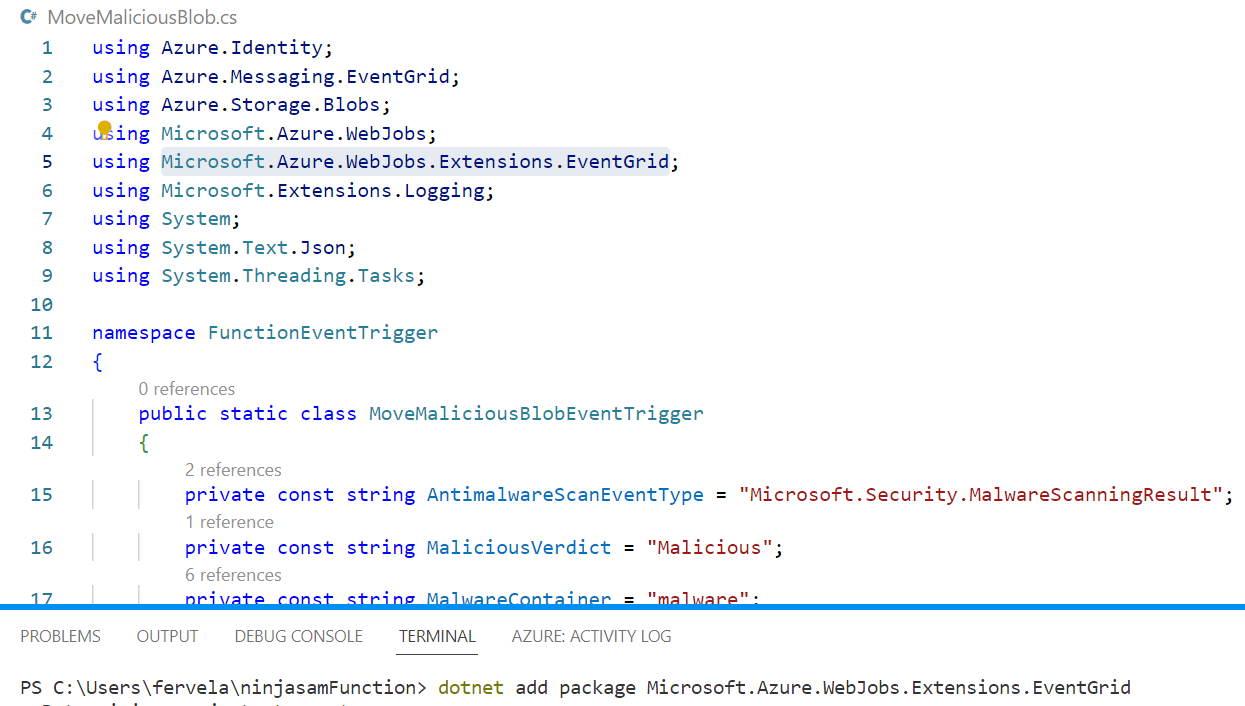 C# MoveMaliciousBlob.cs
1 using Azure.Identity;
2 using Azure.Messaging.EventGrid;
3 using Azure.Storage.Blobs;
4 using Microsoft.Azure.WebJobs;
5 using Microsoft.Azure.WebJobs.Extensions.EventGrid;
6 using Microsoft.Extensions.Logging;
7 using System;
8 using System.Text.Json;
9 using System.Threading.Tasks;
10
11 namespace FunctionEventTrigger
12 {
0 references
13 public static class MoveMaliciousBlobEventTrigger
14 {
2 references
15 private const string AntimalwareScanEventType = "Microsoft.Security.MalwareScanningResult";
1 reference
16 private const string MaliciousVerdict = "Malicious";
6 references
17 private const string MalwareContainer = "malware";
PROBLEMS OUTPUT DEBUG CONSOLE TERMINAL AZURE: ACTIVITY LOG
PS C:\Users\fervela\ninjasamFunction> dotnet add package Microsoft.Azure.WebJobs.Extensions.EventGrid